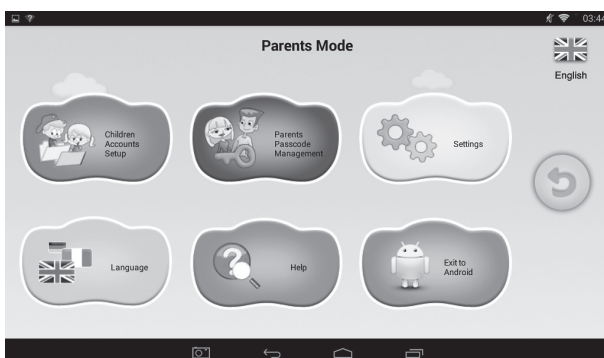 03:44
Parents Mode
English
Children
Accounts
Setup
Parents
Passcode
Management
Settings
Language
Help
Exit to
Android